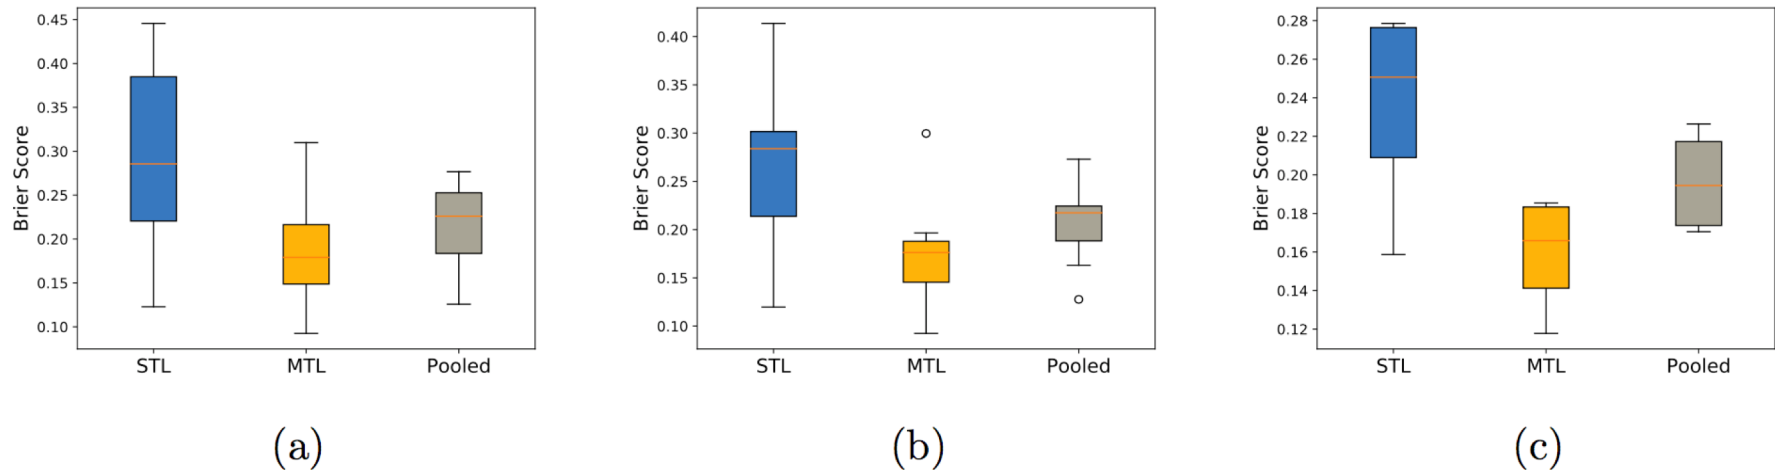 Brier Score
0.45
0.40
0.35
0.30
0.25
0.20
0.15
0.10
STL MTL Pooled
(a)
Brier Score
0.40
0.35
0.30
0.25
0.20
0.15
0.10
STL MTL Pooled
(b)
Brier Score
0.28
0.26
0.24
0.22
0.20
0.18
0.16
0.14
0.12
STL MTL Pooled
(c)